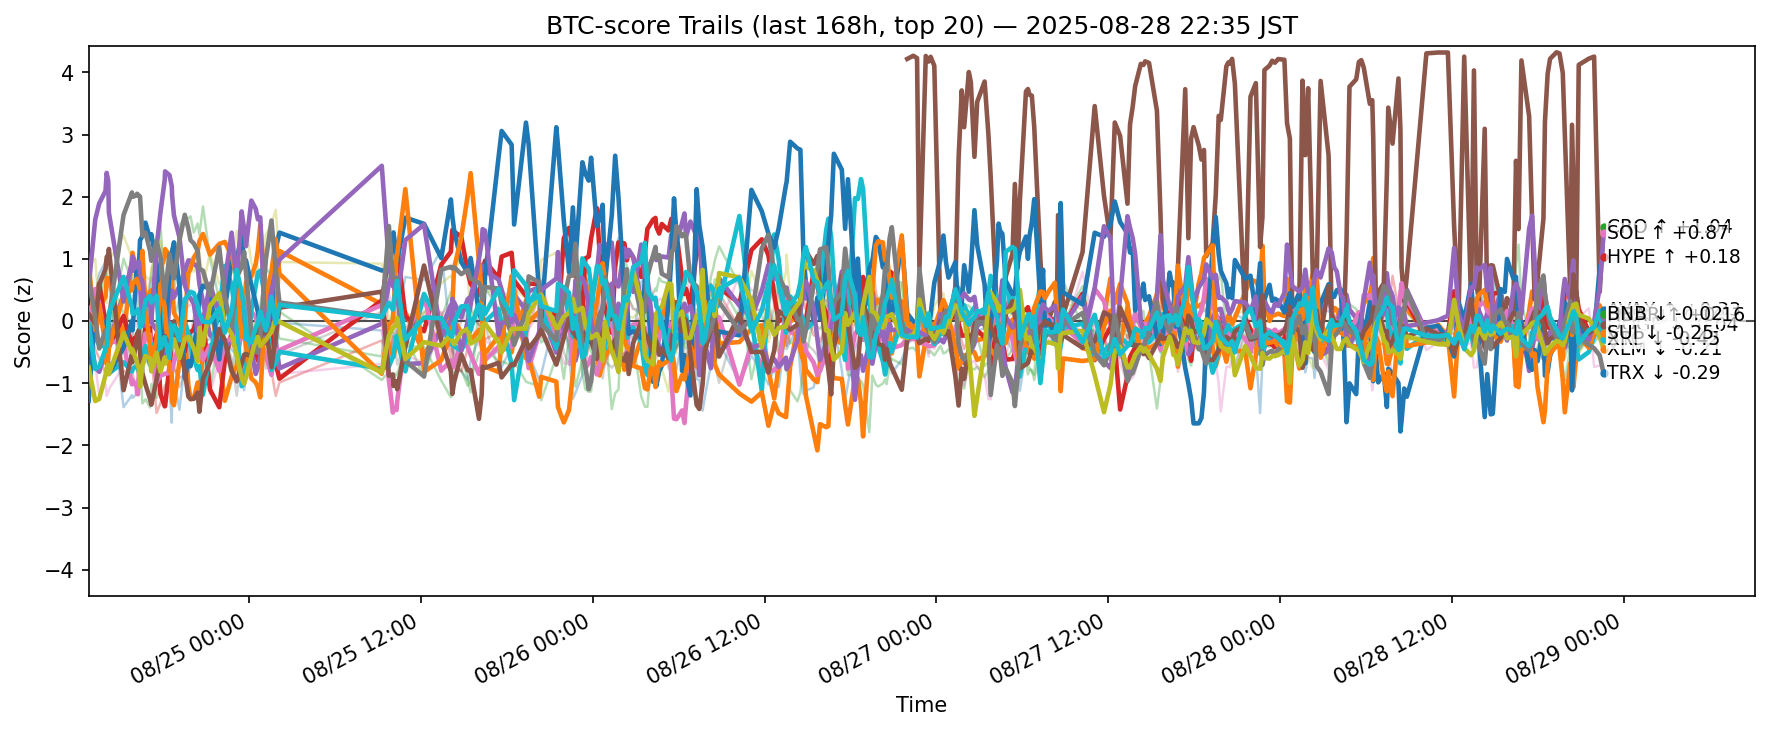 BTC-score Trails (last 168h, top 20) — 2025-08-28 22:35 JST
Score (z)
4
3
2
1
0
−1
−2
−3
−4
SOL ↑ +0.87
HYPE ↑ +0.18
BNB ↓ -0.02
XLM ↓ -0.21
TRX ↓ -0.29
08/25 00:00
08/25 12:00
08/26 00:00
08/26 12:00
08/27 00:00
08/27 12:00
08/28 00:00
08/28 12:00
08/29 00:00
Time